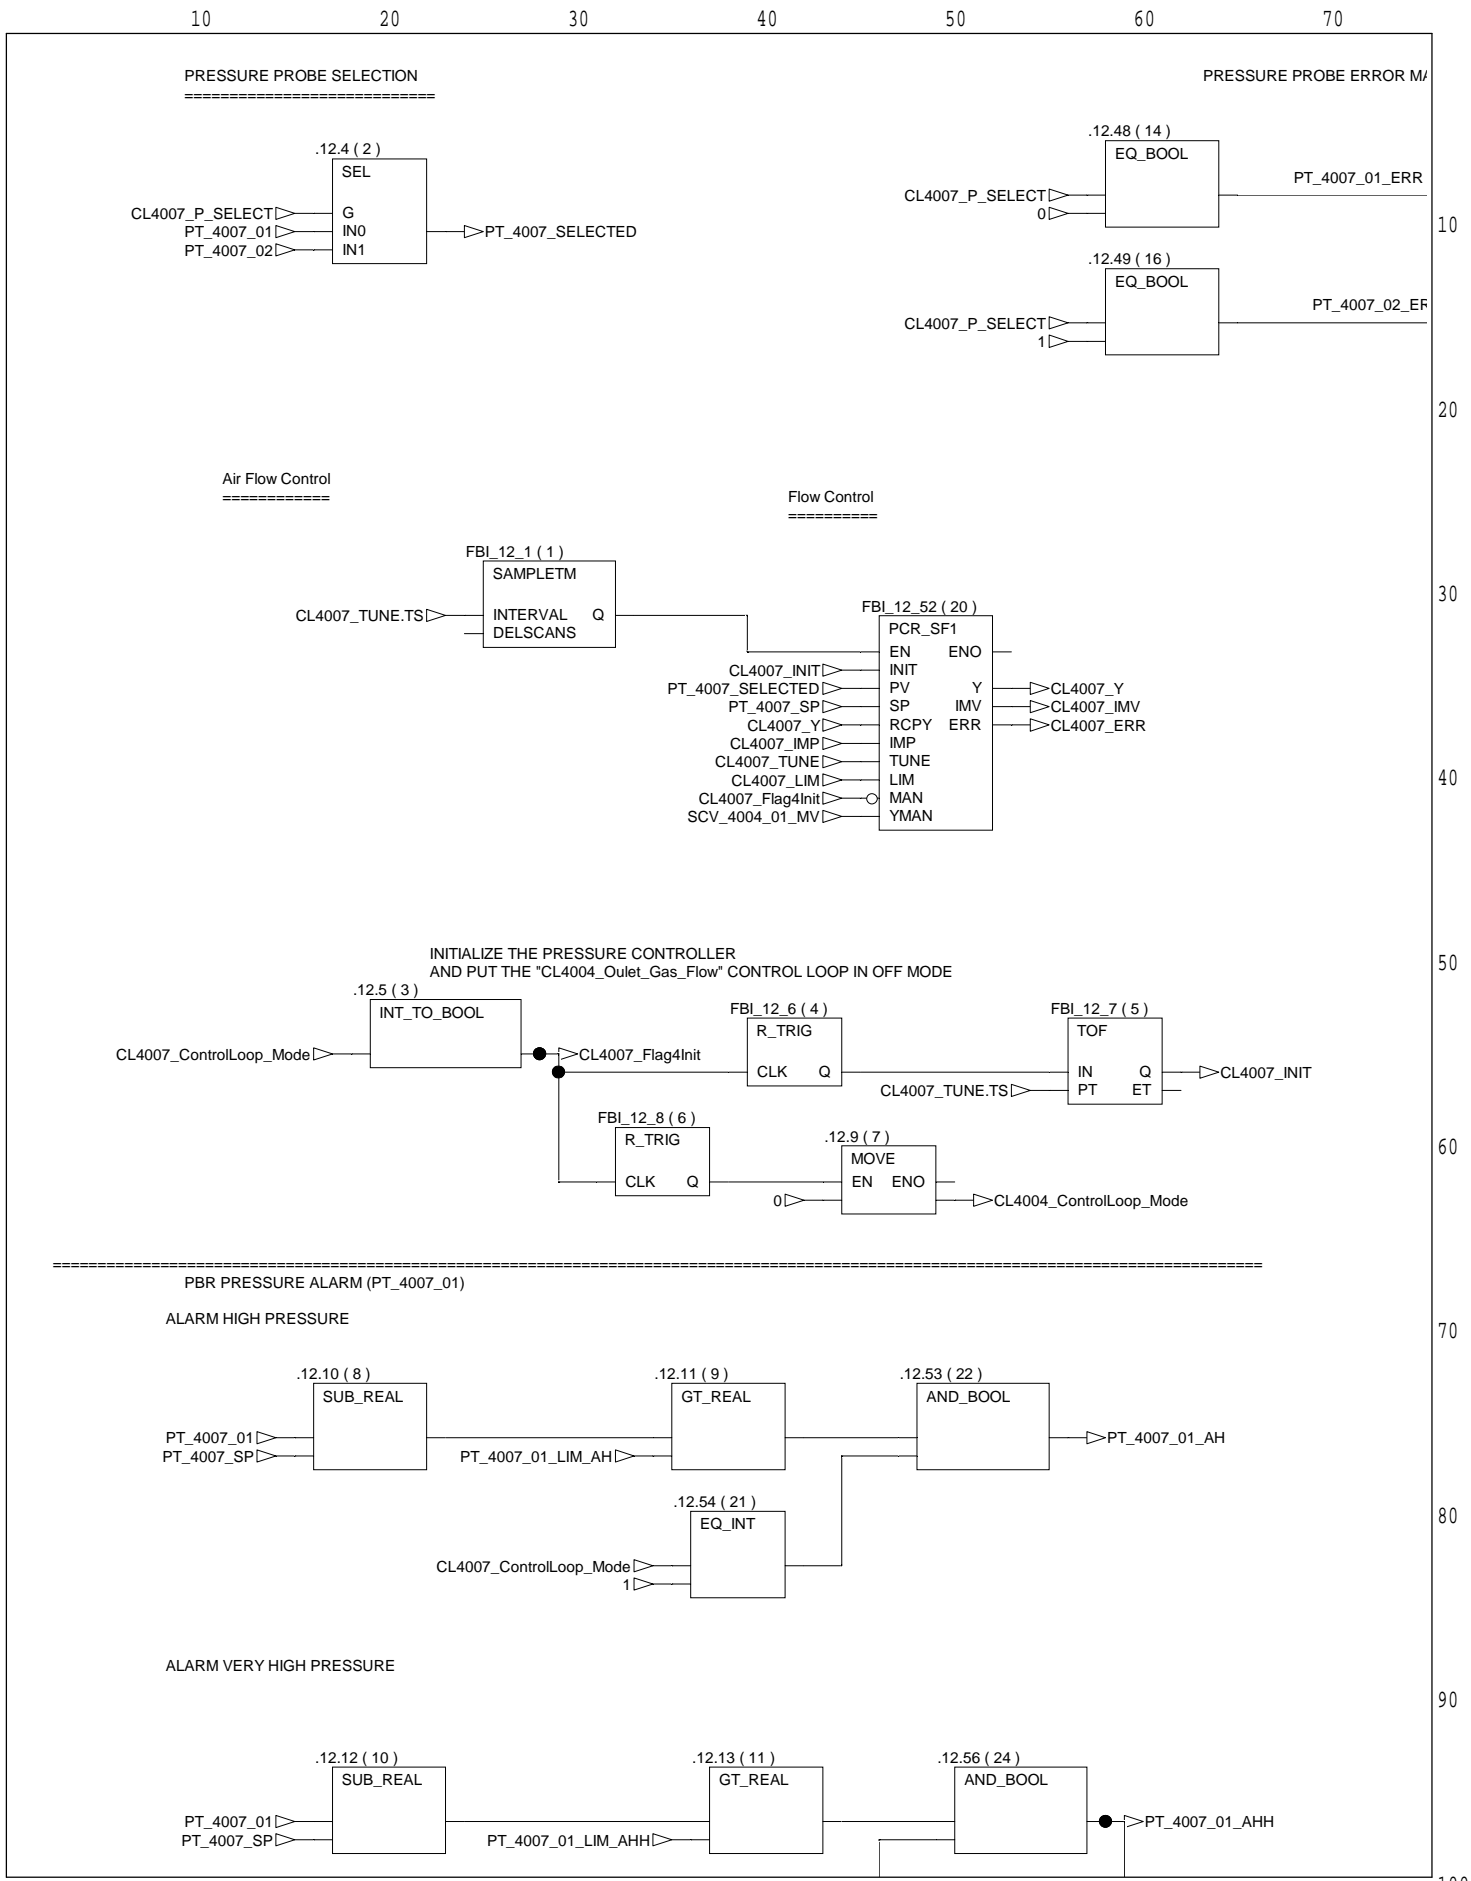 10 20 30 40 50 60 70
PRESSURE PROBE SELECTION
============================
PRESSURE PROBE ERROR MA
.12.4 ( 2 )
SEL
CL4007_P_SELECT G
PT_4007_01 IN0 PT_4007_SELECTED
PT_4007_02 IN1
.12.48 ( 14 )
EQ_BOOL
PT_4007_01_ERR
CL4007_P_SELECT
0
10
.12.49 ( 16 )
EQ_BOOL
PT_4007_02_ER
CL4007_P_SELECT
1
20
Air Flow Control
============
Flow Control
==========
FBI_12_1 ( 1 )
SAMPLETM
CL4007_TUNE.TS INTERVAL Q
DELSCANS
30
FBI_12_52 ( 20 )
PCR_SF1
EN ENO
CL4007_INIT INIT
PT_4007_SELECTED PV Y CL4007_Y
PT_4007_SP SP IMV CL4007_IMV
CL4007_Y RCPY ERR CL4007_ERR
CL4007_IMP IMP
CL4007_TUNE TUNE
CL4007_LIM LIM
40
CL4007_Flag4Init MAN
SCV_4004_01_MV YMAN
INITIALIZE THE PRESSURE CONTROLLER
AND PUT THE "CL4004_Oulet_Gas_Flow" CONTROL LOOP IN OFF MODE
50
.12.5 ( 3 )
INT_TO_BOOL
CL4007_ControlLoop_Mode CL4007_Flag4Init
FBI_12_6 ( 4 )
R_TRIG
CLK Q
FBI_12_7 ( 5 )
TOF
IN Q CL4007_INIT
CL4007_TUNE.TS PT ET
FBI_12_8 ( 6 )
R_TRIG
CLK Q
.12.9 ( 7 )
MOVE
EN ENO
0 CL4004_ControlLoop_Mode
60
=======================================================================================================================================
PBR PRESSURE ALARM (PT_4007_01)
ALARM HIGH PRESSURE
70
.12.10 ( 8 )
SUB_REAL
PT_4007_01
PT_4007_SP
.12.11 ( 9 )
GT_REAL
PT_4007_01_LIM_AH
.12.53 ( 22 )
AND_BOOL
PT_4007_01_AH
.12.54 ( 21 )
EQ_INT
CL4007_ControlLoop_Mode
1
80
ALARM VERY HIGH PRESSURE
90
.12.12 ( 10 )
SUB_REAL
PT_4007_01
PT_4007_SP
.12.13 ( 11 )
GT_REAL
PT_4007_01_LIM_AHH
.12.56 ( 24 )
AND_BOOL
PT_4007_01_AHH